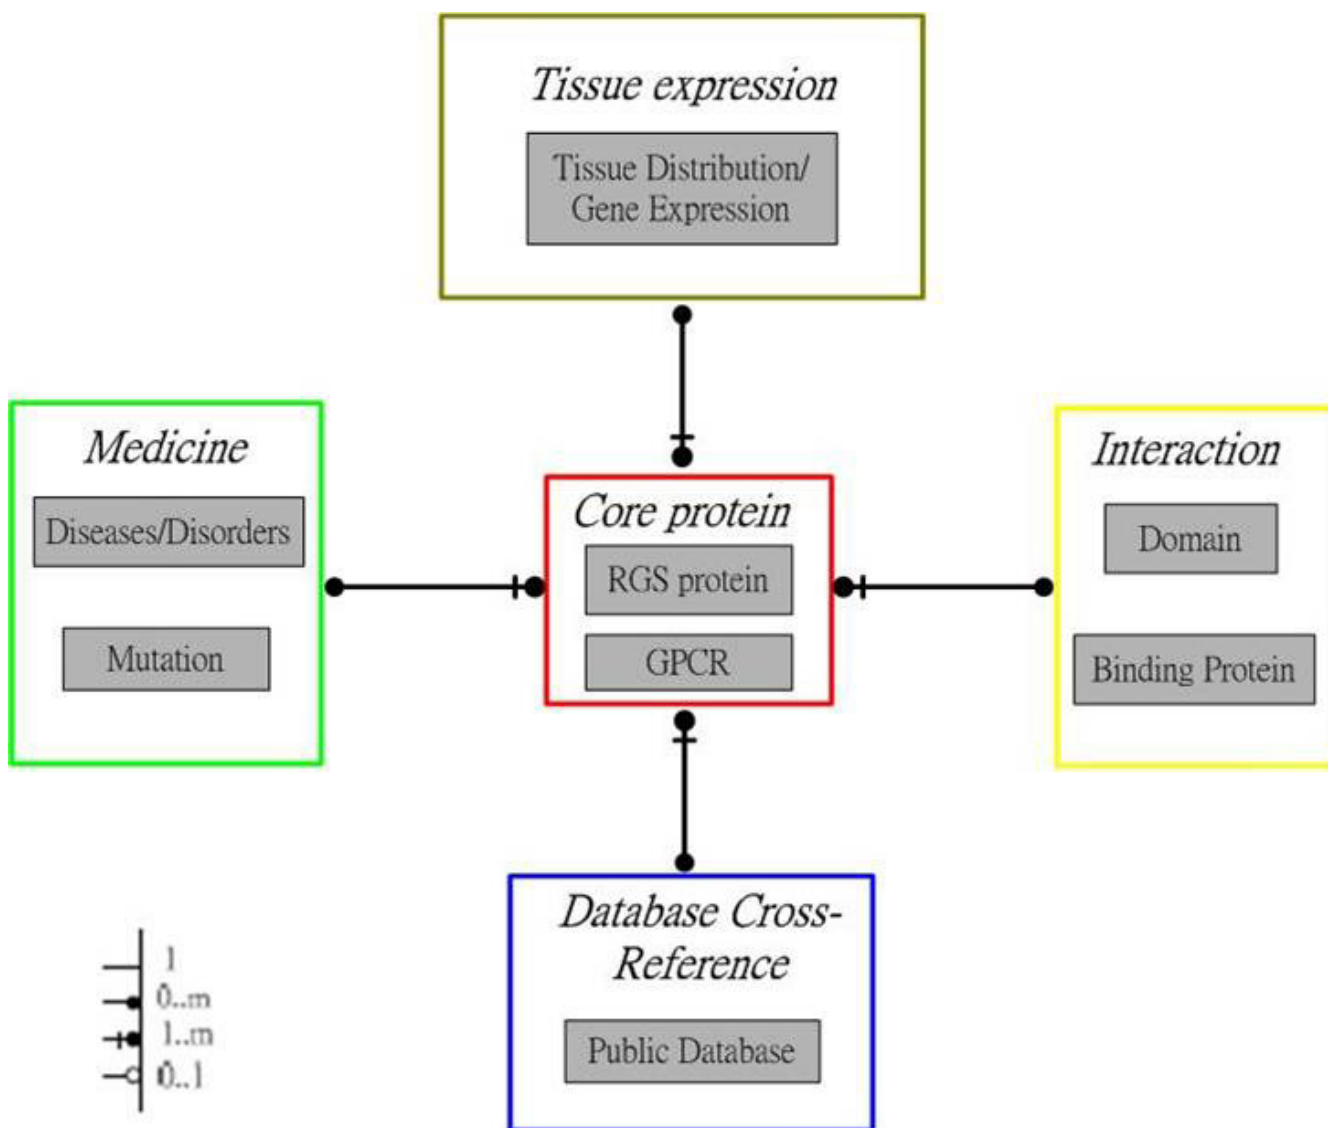 Tissue expression
Tissue Distribution/
Gene Expression
Medicine
Diseases/Disorders
Mutation
Core protein
RGS protein
GPCR
Interaction
Domain
Binding Protein
Database Cross-
Reference
Public Database
1
0..m
1..m
0..1